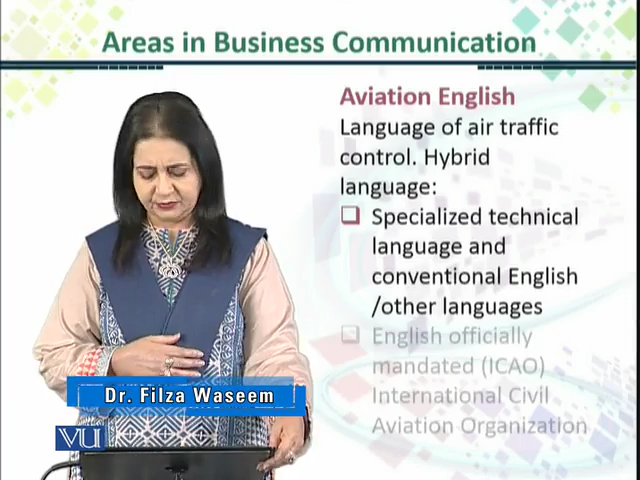 Areas in Business Communication
Aviation English
Language of air traffic
control. Hybrid
language:
Specialized technical
language and
conventional English
/other languages
English officially
mandated (ICAO)
International Civil
Aviation Organization
Dr. Filza Waseem
VU